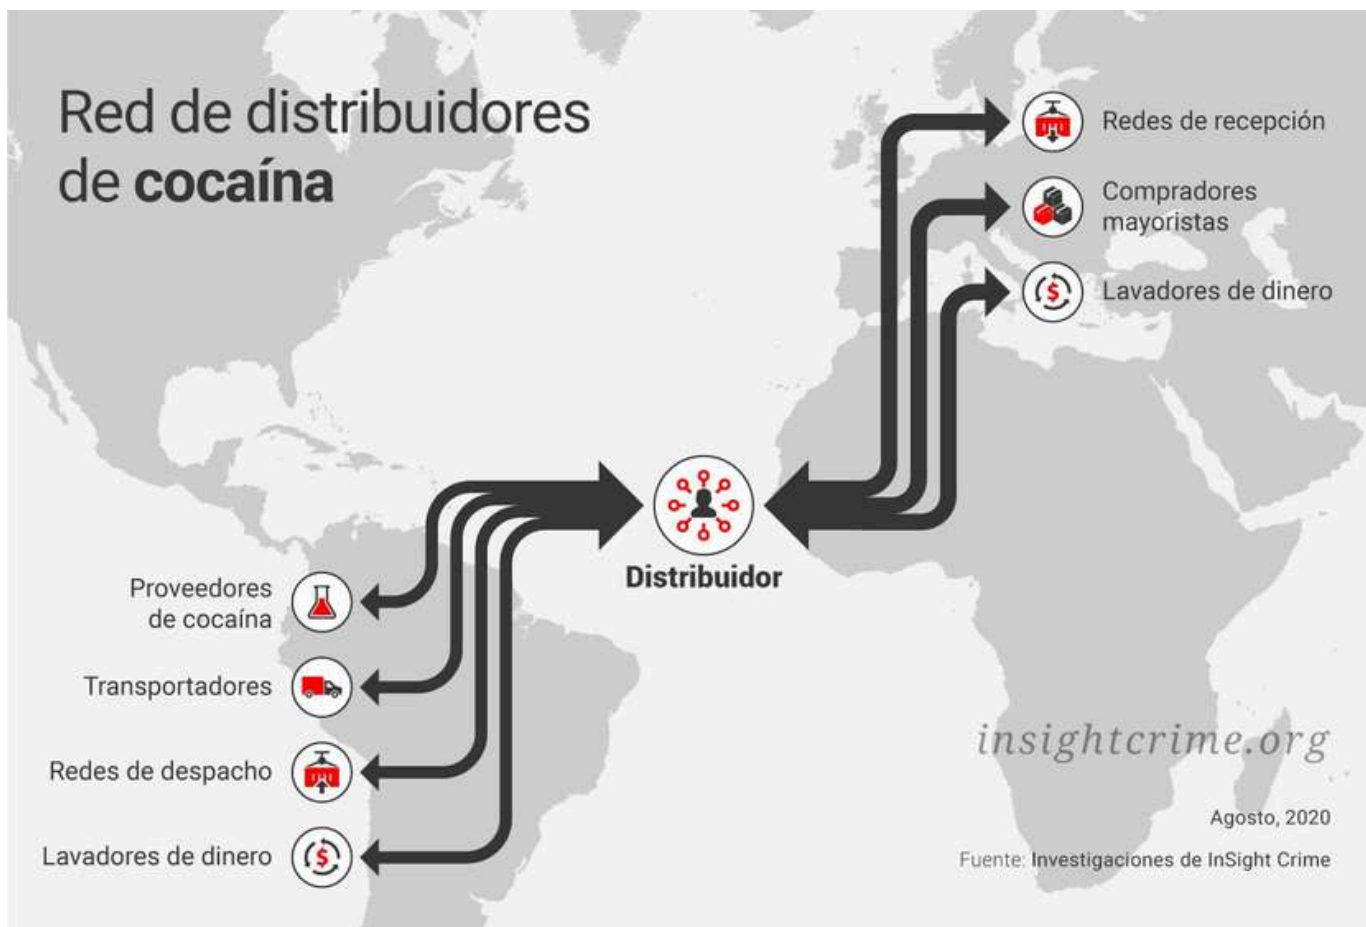 Red de distribuidores
de cocaína
Redes de recepción
Compradores
mayoristas
Lavadores de dinero
Distribuidor
Proveedores
de cocaína
Transportadores
Redes de despacho
Lavadores de dinero
insightcrime.org
Agosto, 2020
Fuente: Investigaciones de InSight Crime